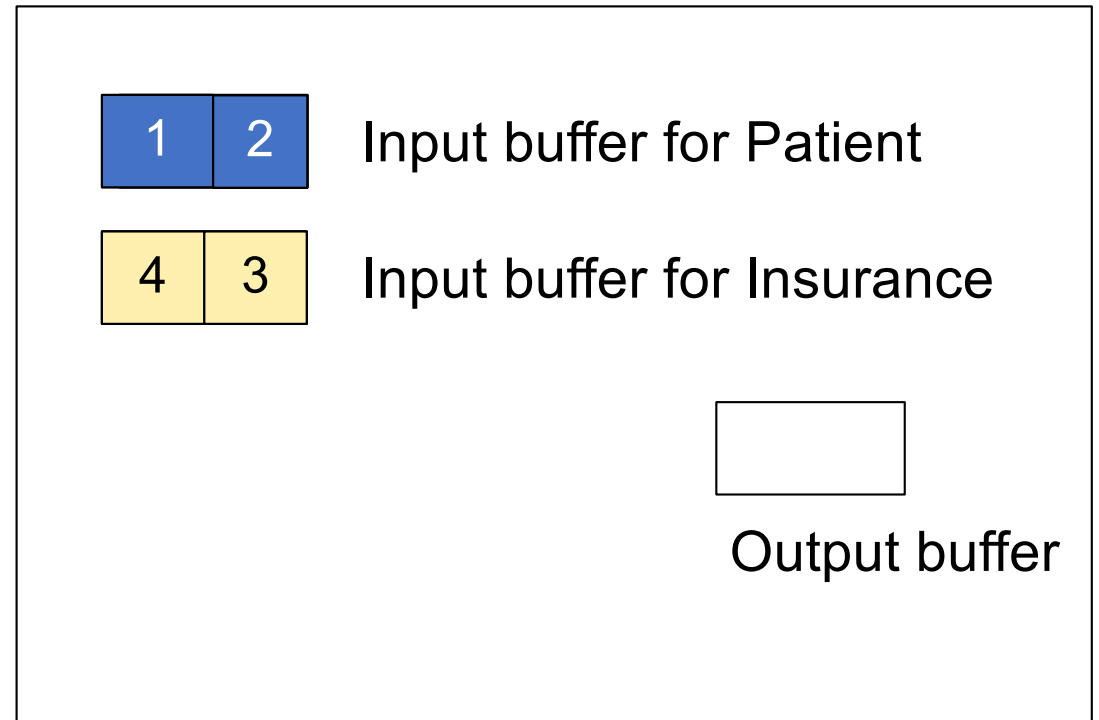 1 2 Input buffer for Patient
4 3 Input buffer for Insurance
Output buffer